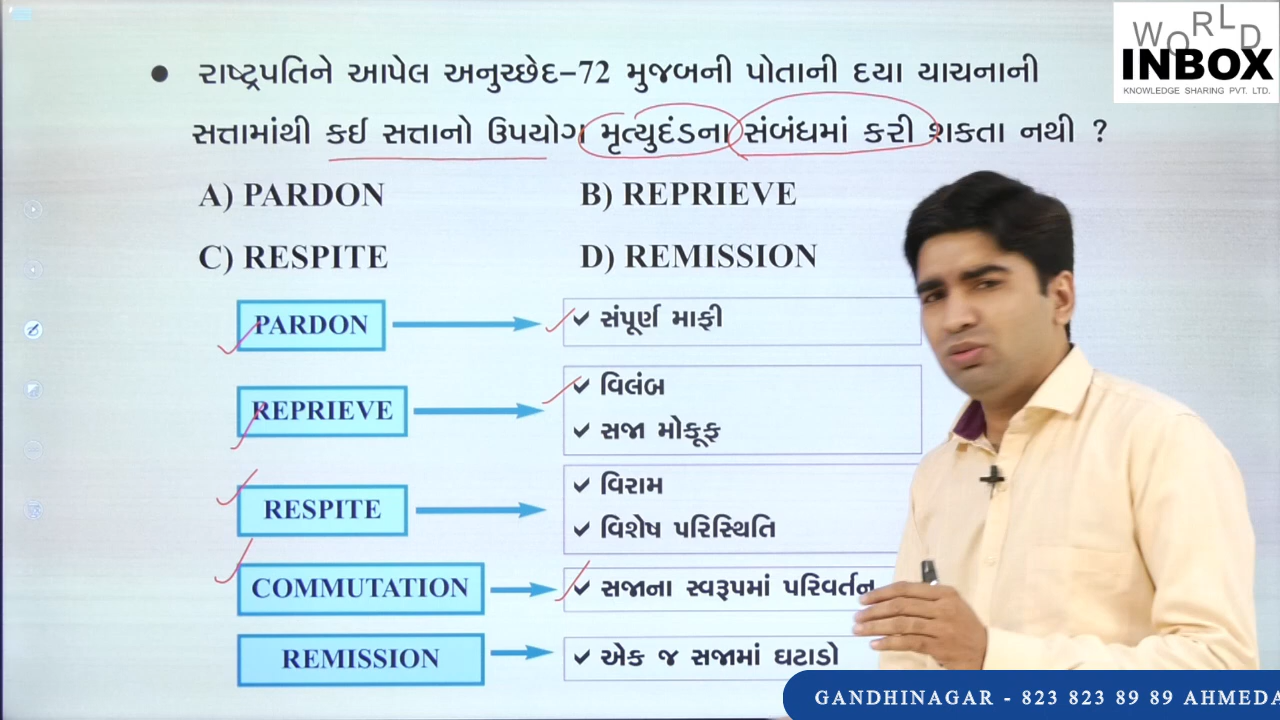 WORLD
INBOX
KNOWLEDGE SHARING PVT. LTD.
● રાષ્ટ્રપતિને આપેલ અનુચ્છેદ–72 મુજબની પોતાની દયા યાચનાની
સત્તામાંથી કઈ સત્તાનો ઉપયોગ મૃત્યુદંડના સંબંધમાં કરી શકતા નથી ?
A) PARDON B) REPRIEVE
C) RESPITE D) REMISSION
PARDON ✓ સંપૂર્ણ માફી
REPRIEVE ✓ વિલંબ
✓ સજા મોકૂફ
RESPITE ✓ વિરામ
✓ વિશેષ પરિસ્થિતિ
COMMUTATION ✓ સજાના સ્વરૂપમાં પરિવર્તન
REMISSION ✓ એક જ સજામાં ઘટાડો
GANDHINAGAR - 823 823 89 89 AHMEDA